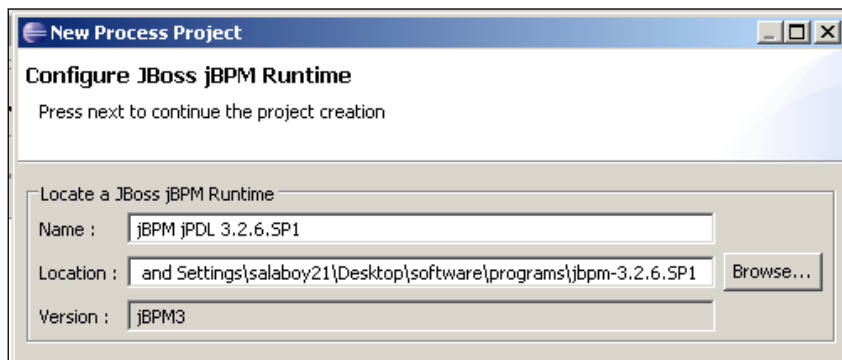 New Process Project
Configure JBoss jBPM Runtime
Press next to continue the project creation
Locate a JBoss jBPM Runtime
Name : jBPM jPDL 3.2.6.SP1
Location : and Settings\salaboy21\Desktop\software\programs\jbpm-3.2.6.SP1 Browse...
Version : jBPM3